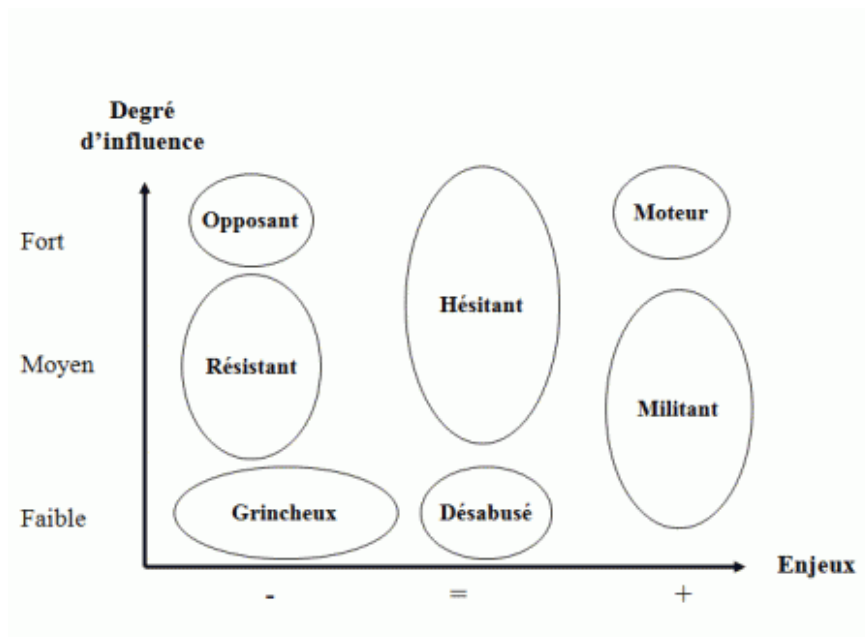 Degré
d’influence
Opposant
Moteur
Fort
Hésitant
Moyen
Résistant
Militant
Faible
Grincheux
Désabusé
Enjeux
-
=
+